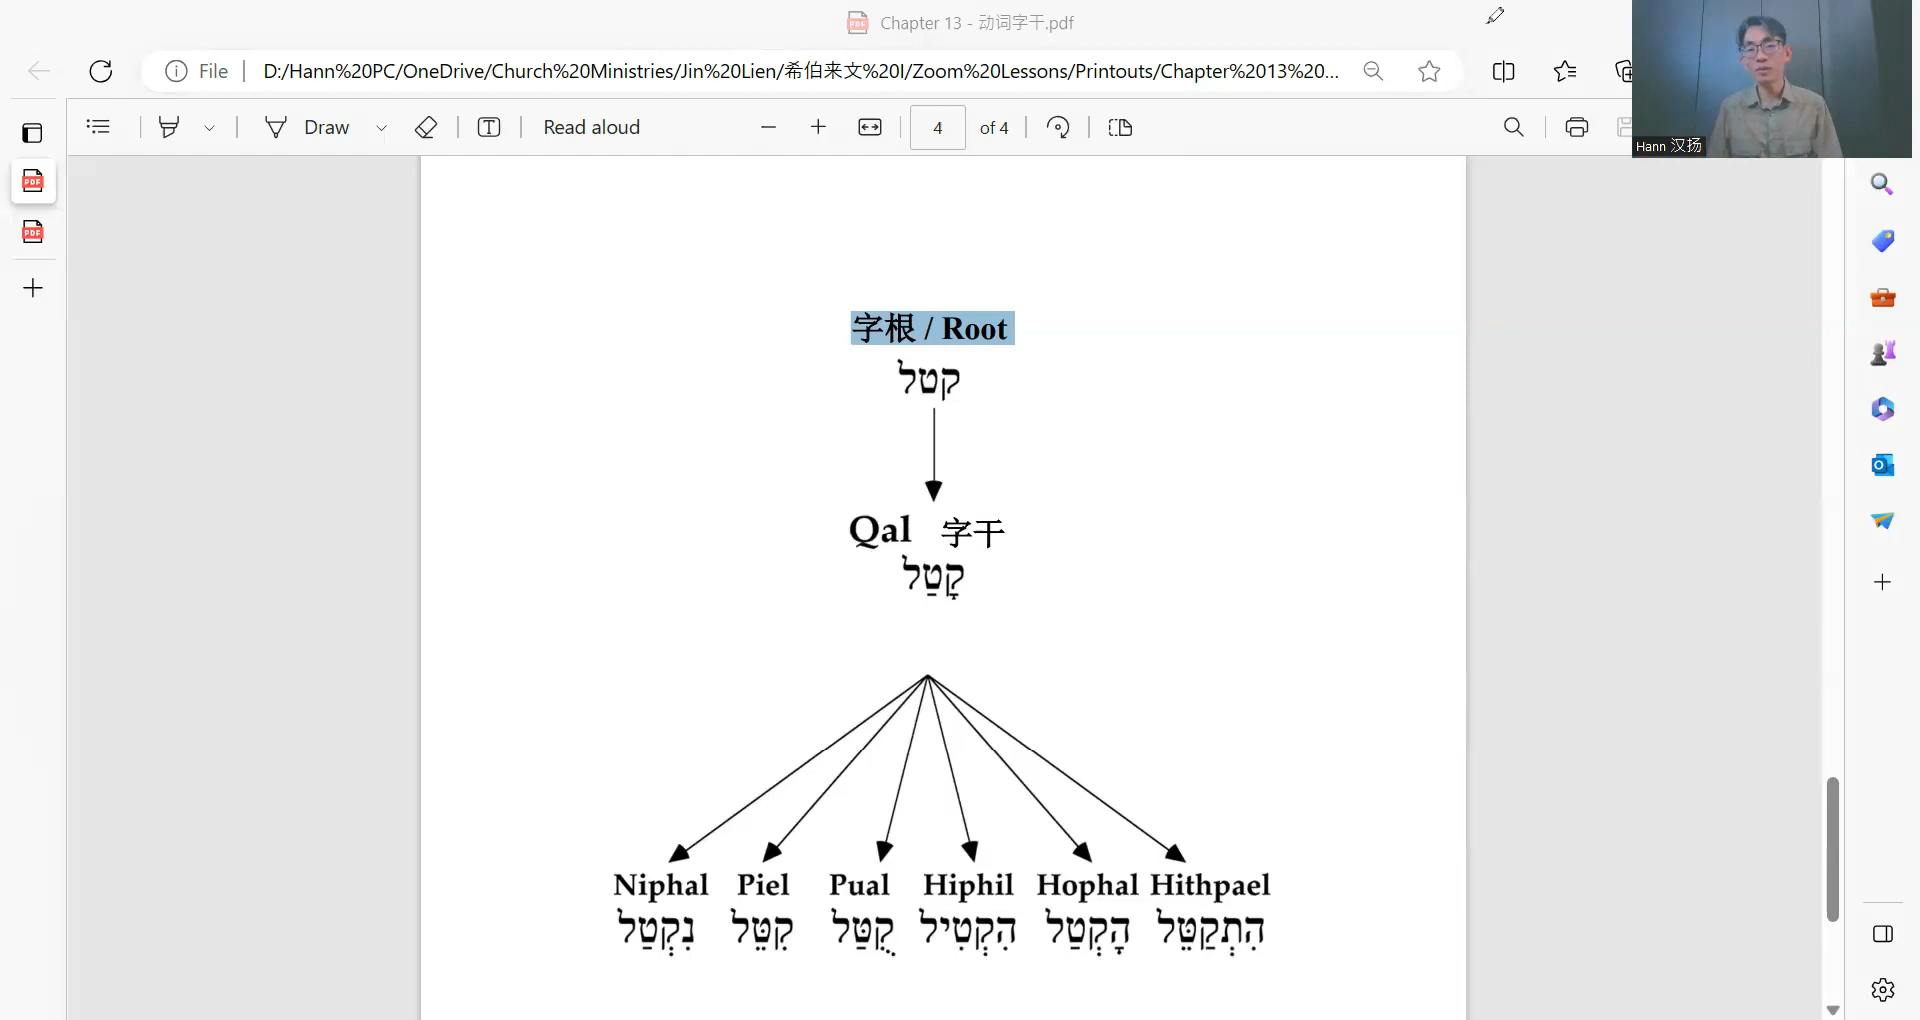 Chapter 13 - 动词字干.pdf
File
D:/Hann%20PC/OneDrive/Church%20Ministries/Jin%20Lien/希伯来文%20I/Zoom%20Lessons/Printouts/Chapter%2013%20...
Draw
Read aloud
4 of 4
Hann 汉扬
字根 / Root
קטל
Qal 字干
קָטַל
Niphal Piel Pual Hiphil Hophal Hithpael
נִקְטַל קִטֵּל קֻטַּל הִקְטִיל הָקְטַל הִתְקַטֵּל